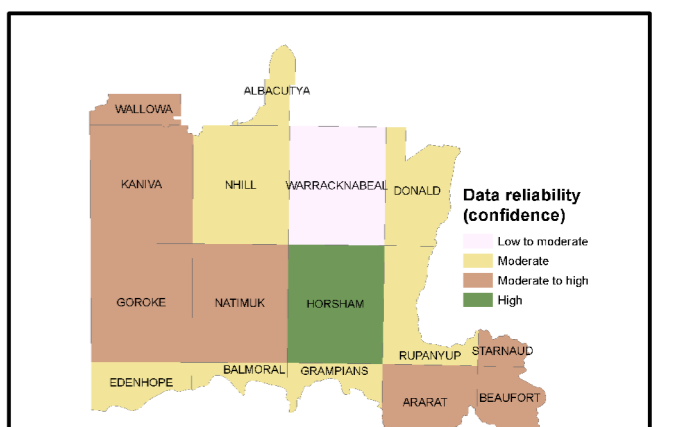 ALBACUTYA
WALLOWA
KANIVA
NHILL
WARRACKNABEAL
DONALD
Data reliability
(confidence)
Low to moderate
Moderate
Moderate to high
High
GOROKE
NATIMUK
HORSHAM
RUPANYUP
STARNAUD
EDENHOPE
BALMORAL
GRAMPIANS
ARARAT
BEAUFORT